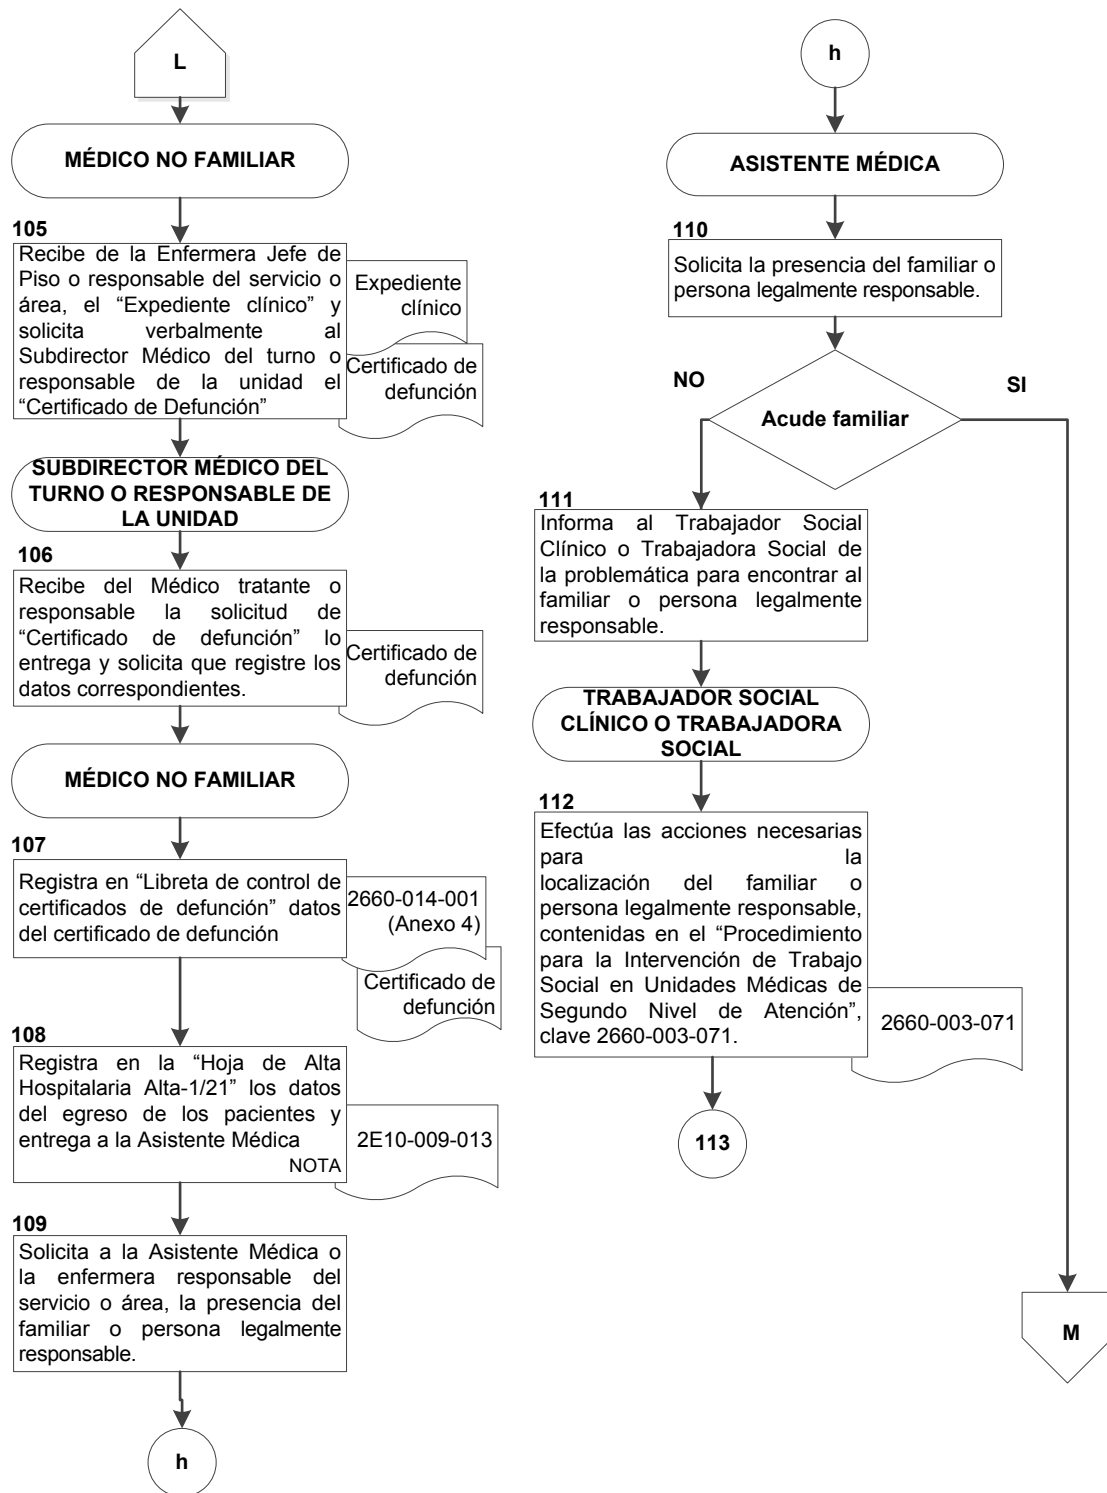 L
MÉDICO NO FAMILIAR
105
Recibe de la Enfermera Jefe de
Piso o responsable del servicio o
área, el “Expediente clínico” y
solicita verbalmente al
Subdirector Médico del turno o
responsable de la unidad el
“Certificado de Defunción”
Expediente
clínico
Certificado de
defunción
SUBDIRECTOR MÉDICO DEL
TURNO O RESPONSABLE DE
LA UNIDAD
106
Recibe del Médico tratante o
responsable la solicitud de
“Certificado de defunción” lo
entrega y solicita que registre los
datos correspondientes.
Certificado de
defunción
MÉDICO NO FAMILIAR
107
Registra en “Libreta de control de
certificados de defunción” datos
del certificado de defunción
2660-014-001
(Anexo 4)
Certificado de
defunción
108
Registra en la “Hoja de Alta
Hospitalaria Alta-1/21” los datos
del egreso de los pacientes y
entrega a la Asistente Médica
NOTA
2E10-009-013
109
Solicita a la Asistente Médica o
la enfermera responsable del
servicio o área, la presencia del
familiar o persona legalmente
responsable.
h
h
ASISTENTE MÉDICA
110
Solicita la presencia del familiar o
persona legalmente responsable.
NO
SI
Acude familiar
111
Informa al Trabajador Social
Clínico o Trabajadora Social de
la problemática para encontrar al
familiar o persona legalmente
responsable.
TRABAJADOR SOCIAL
CLÍNICO O TRABAJADORA
SOCIAL
112
Efectúa las acciones necesarias
para la
localización del familiar o
persona legalmente responsable,
contenidas en el “Procedimiento
para la Intervención de Trabajo
Social en Unidades Médicas de
Segundo Nivel de Atención”,
clave 2660-003-071.
2660-003-071
113
M